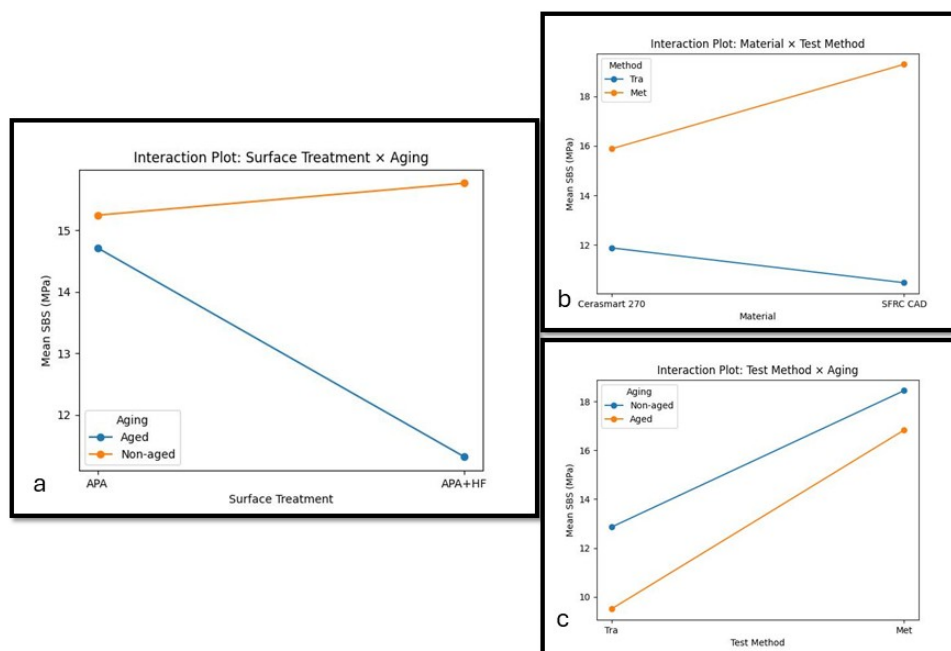 Interaction Plot: Surface Treatment × Aging
Mean SBS (MPa)
15
14
13
12
Aging
Aged
Non-aged
APA
APA+HF
Surface Treatment
a
Interaction Plot: Material × Test Method
Method
Tra
Met
Mean SBS (MPa)
18
16
14
12
Cerasmart 270
SFRC CAD
Material
b
Interaction Plot: Test Method × Aging
Aging
Non-aged
Aged
Mean SBS (MPa)
18
16
14
12
10
Tra
Met
Test Method
c